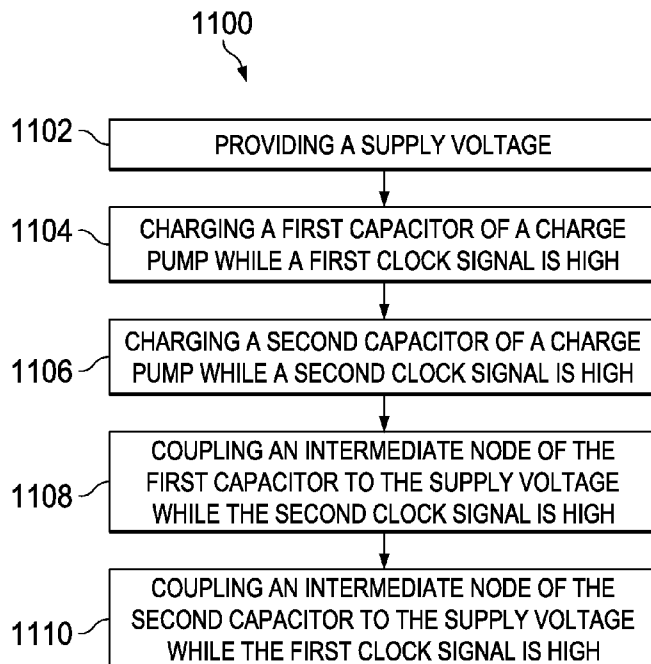 1100
1102
PROVIDING A SUPPLY VOLTAGE
1104
CHARGING A FIRST CAPACITOR OF A CHARGE
PUMP WHILE A FIRST CLOCK SIGNAL IS HIGH
1106
CHARGING A SECOND CAPACITOR OF A CHARGE
PUMP WHILE A SECOND CLOCK SIGNAL IS HIGH
1108
COUPLING AN INTERMEDIATE NODE OF THE
FIRST CAPACITOR TO THE SUPPLY VOLTAGE
WHILE THE SECOND CLOCK SIGNAL IS HIGH
1110
COUPLING AN INTERMEDIATE NODE OF THE
SECOND CAPACITOR TO THE SUPPLY VOLTAGE
WHILE THE FIRST CLOCK SIGNAL IS HIGH